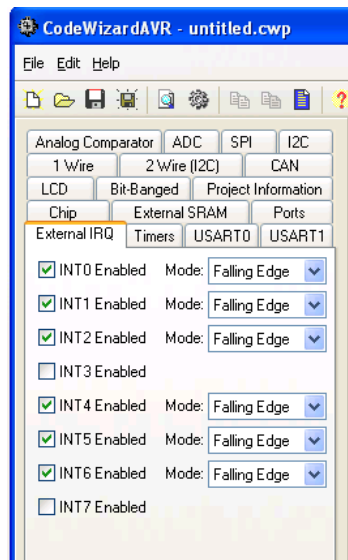 CodeWizardAVR - untitled.cwp
File Edit Help
?
Analog Comparator ADC SPI I2C
1 Wire 2 Wire (I2C) CAN
LCD Bit-Banged Project Information
Chip External SRAM Ports
External IRQ Timers USART0 USART1
INT0 Enabled Mode: Falling Edge
INT1 Enabled Mode: Falling Edge
INT2 Enabled Mode: Falling Edge
INT3 Enabled
INT4 Enabled Mode: Falling Edge
INT5 Enabled Mode: Falling Edge
INT6 Enabled Mode: Falling Edge
INT7 Enabled